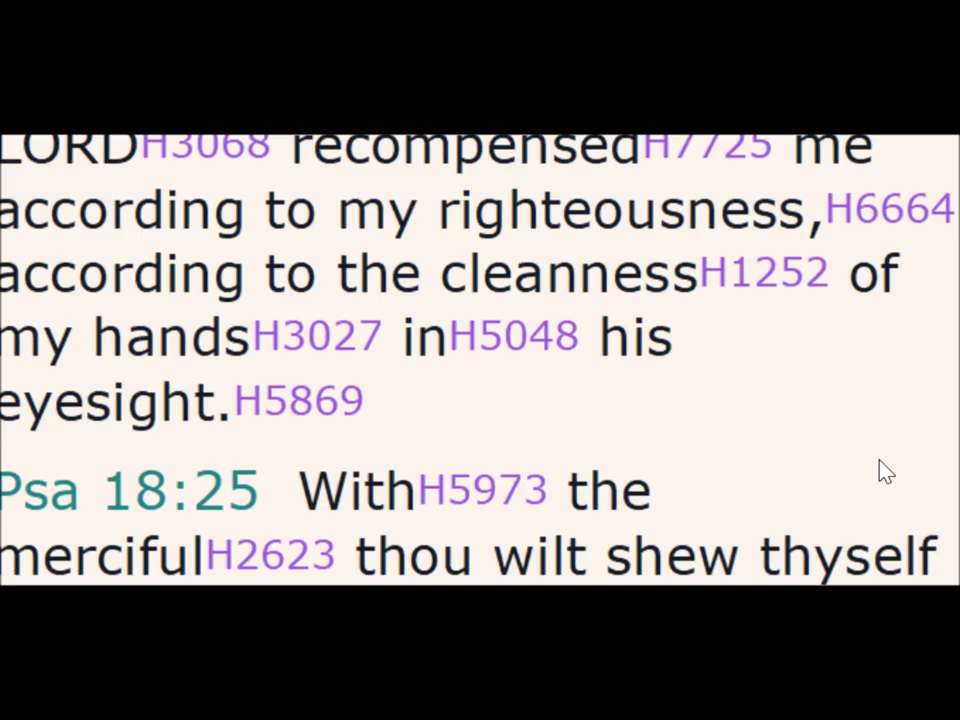 LORDH3068 recompensedH7725 me
according to my righteousness,H6664
according to the cleannessH1252 of
my handsH3027 inH5048 his
eyesight.H5869
Psa 18:25 WithH5973 the
mercifulH2623 thou wilt shew thyself